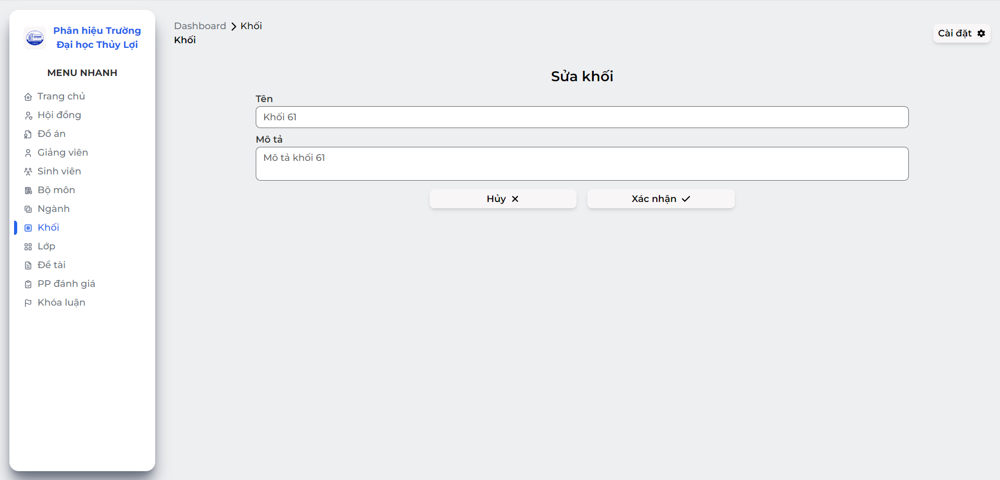 Phân hiệu Trường
Đại học Thủy Lợi
MENU NHANH
Trang chủ
Hội đồng
Đồ án
Giảng viên
Sinh viên
Bộ môn
Ngành
Khối
Lớp
Đề tài
PP đánh giá
Khóa luận
Dashboard Khối
Khối
Cài đặt
Sửa khối
Tên
Khối 61
Mô tả
Mô tả khối 61
Hủy
Xác nhận